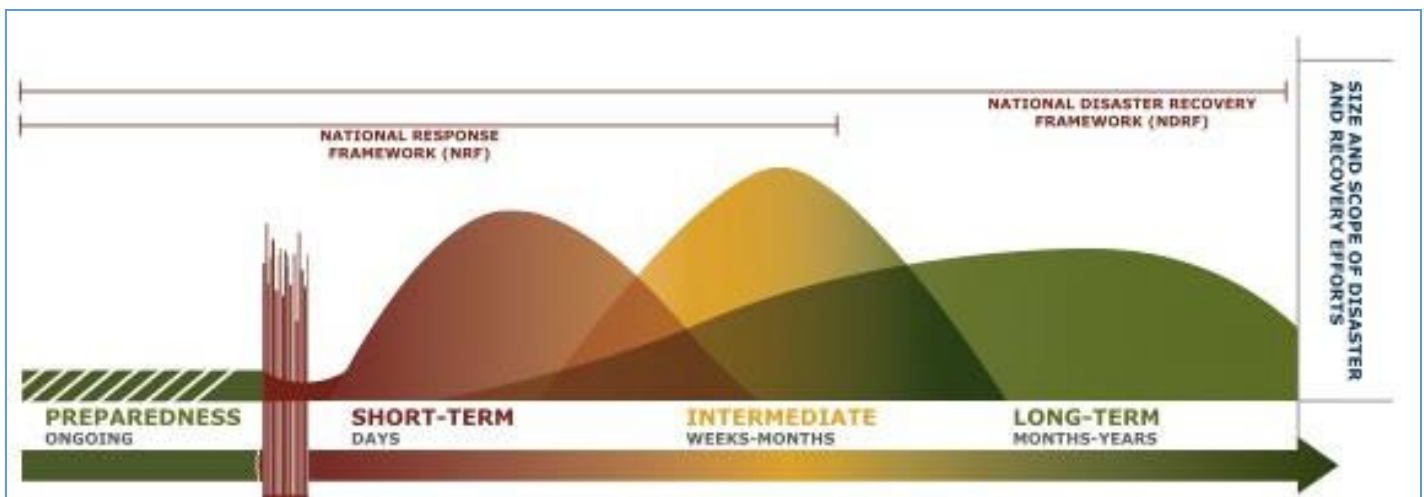 NATIONAL DISASTER RECOVERY
FRAMEWORK (NDRF)
NATIONAL RESPONSE
FRAMEWORK (NRF)
SIZE AND SCOPE OF DISASTER
AND RECOVERY EFFORTS
PREPAREDNESS
ONGOING
SHORT-TERM
DAYS
INTERMEDIATE
WEEKS-MONTHS
LONG-TERM
MONTHS-YEARS